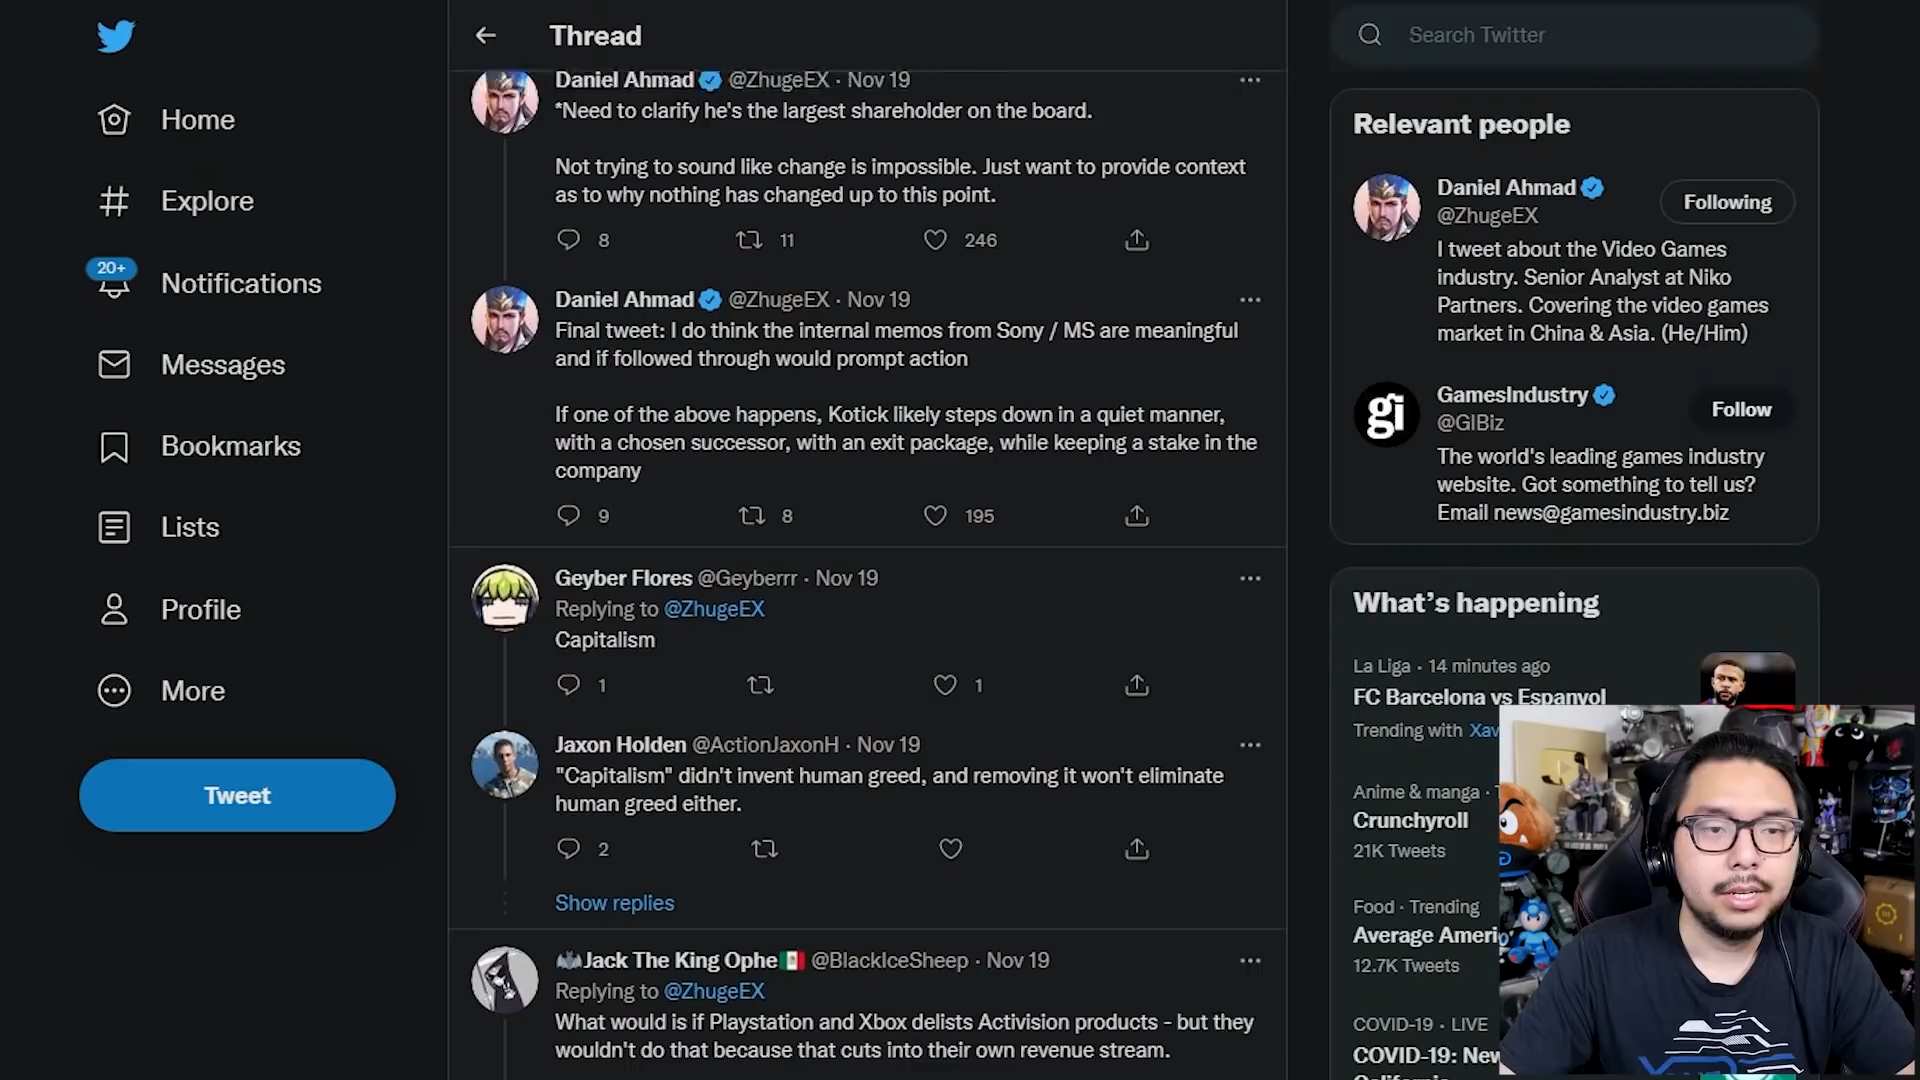 Home
Explore
20+
Notifications
Messages
Bookmarks
Lists
Profile
More
Tweet
Thread
Daniel Ahmad @ZhugeEX · Nov 19
*Need to clarify he's the largest shareholder on the board.
Not trying to sound like change is impossible. Just want to provide context
as to why nothing has changed up to this point.
8 11 246
Daniel Ahmad @ZhugeEX · Nov 19
Final tweet: I do think the internal memos from Sony / MS are meaningful
and if followed through would prompt action
If one of the above happens, Kotick likely steps down in a quiet manner,
with a chosen successor, with an exit package, while keeping a stake in the
company
9 8 195
Geyber Flores @Geyberrr · Nov 19
Replying to @ZhugeEX
Capitalism
1 1
Jaxon Holden @ActionJaxonH · Nov 19
"Capitalism" didn't invent human greed, and removing it won't eliminate
human greed either.
2
Show replies
Jack The King Ophe @BlackIceSheep · Nov 19
Replying to @ZhugeEX
What would is if Playstation and Xbox delists Activision products - but they
wouldn't do that because that cuts into their own revenue stream.
Search Twitter
Relevant people
Daniel Ahmad
@ZhugeEX
Following
I tweet about the Video Games
industry. Senior Analyst at Niko
Partners. Covering the video games
market in China & Asia. (He/Him)
gi
GamesIndustry
@GIBiz
Follow
The world's leading games industry
website. Got something to tell us?
Email news@gamesindustry.biz
What's happening
La Liga · 14 minutes ago
FC Barcelona vs Espanyol
Trending with Xav
Anime & manga ·
Crunchyroll
21K Tweets
Food · Trending
Average Ameri
12.7K Tweets
COVID-19 · LIVE
COVID-19: New